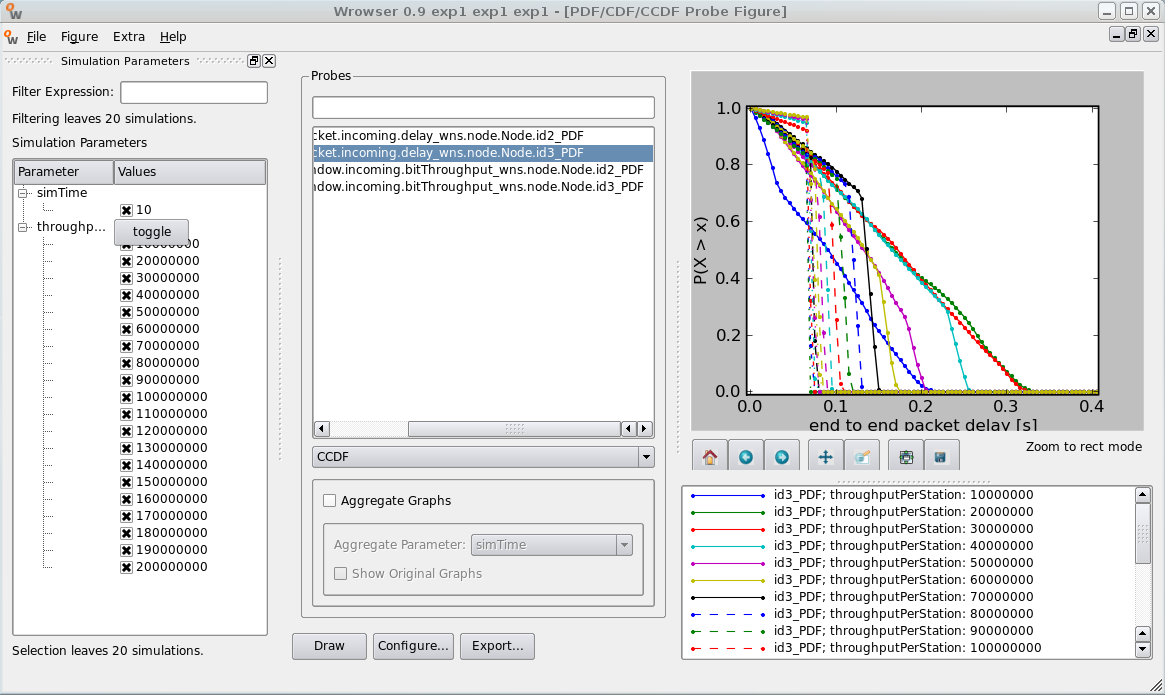 Wrowser 0.9 exp1 exp1 exp1 - [PDF/CDF/CCDF Probe Figure]
File Figure Extra Help
Simulation Parameters
Filter Expression:
Filtering leaves 20 simulations.
Simulation Parameters
Parameter Values
simTime
10
throughp...
toggle
10000000
20000000
30000000
40000000
50000000
60000000
70000000
80000000
90000000
100000000
110000000
120000000
130000000
140000000
150000000
160000000
170000000
180000000
190000000
200000000
Selection leaves 20 simulations.
Probes
cket.incoming.delay_wns.node.Node.id2_PDF
cket.incoming.delay_wns.node.Node.id3_PDF
ndow.incoming.bitThroughput_wns.node.Node.id2_PDF
ndow.incoming.bitThroughput_wns.node.Node.id3_PDF
CCDF
Aggregate Graphs
Aggregate Parameter: simTime
Show Original Graphs
Draw Configure... Export...
P(X > x)
1.0
0.8
0.6
0.4
0.2
0.0
0.0 0.1 0.2 0.3 0.4
end to end packet delay [s]
Zoom to rect mode
id3_PDF; throughputPerStation: 10000000
id3_PDF; throughputPerStation: 20000000
id3_PDF; throughputPerStation: 30000000
id3_PDF; throughputPerStation: 40000000
id3_PDF; throughputPerStation: 50000000
id3_PDF; throughputPerStation: 60000000
id3_PDF; throughputPerStation: 70000000
id3_PDF; throughputPerStation: 80000000
id3_PDF; throughputPerStation: 90000000
id3_PDF; throughputPerStation: 100000000